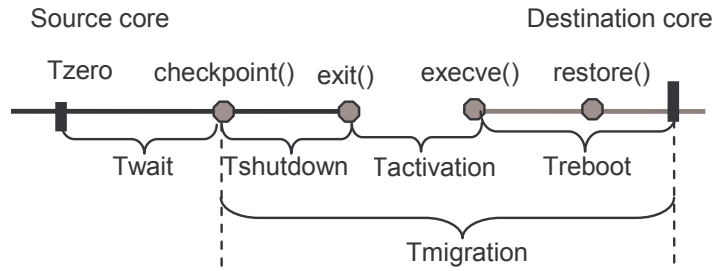 Source core Destination core
Tzero checkpoint() exit() execve() restore()
Twait Tshutdown Tactivation Treboot
Tmigration